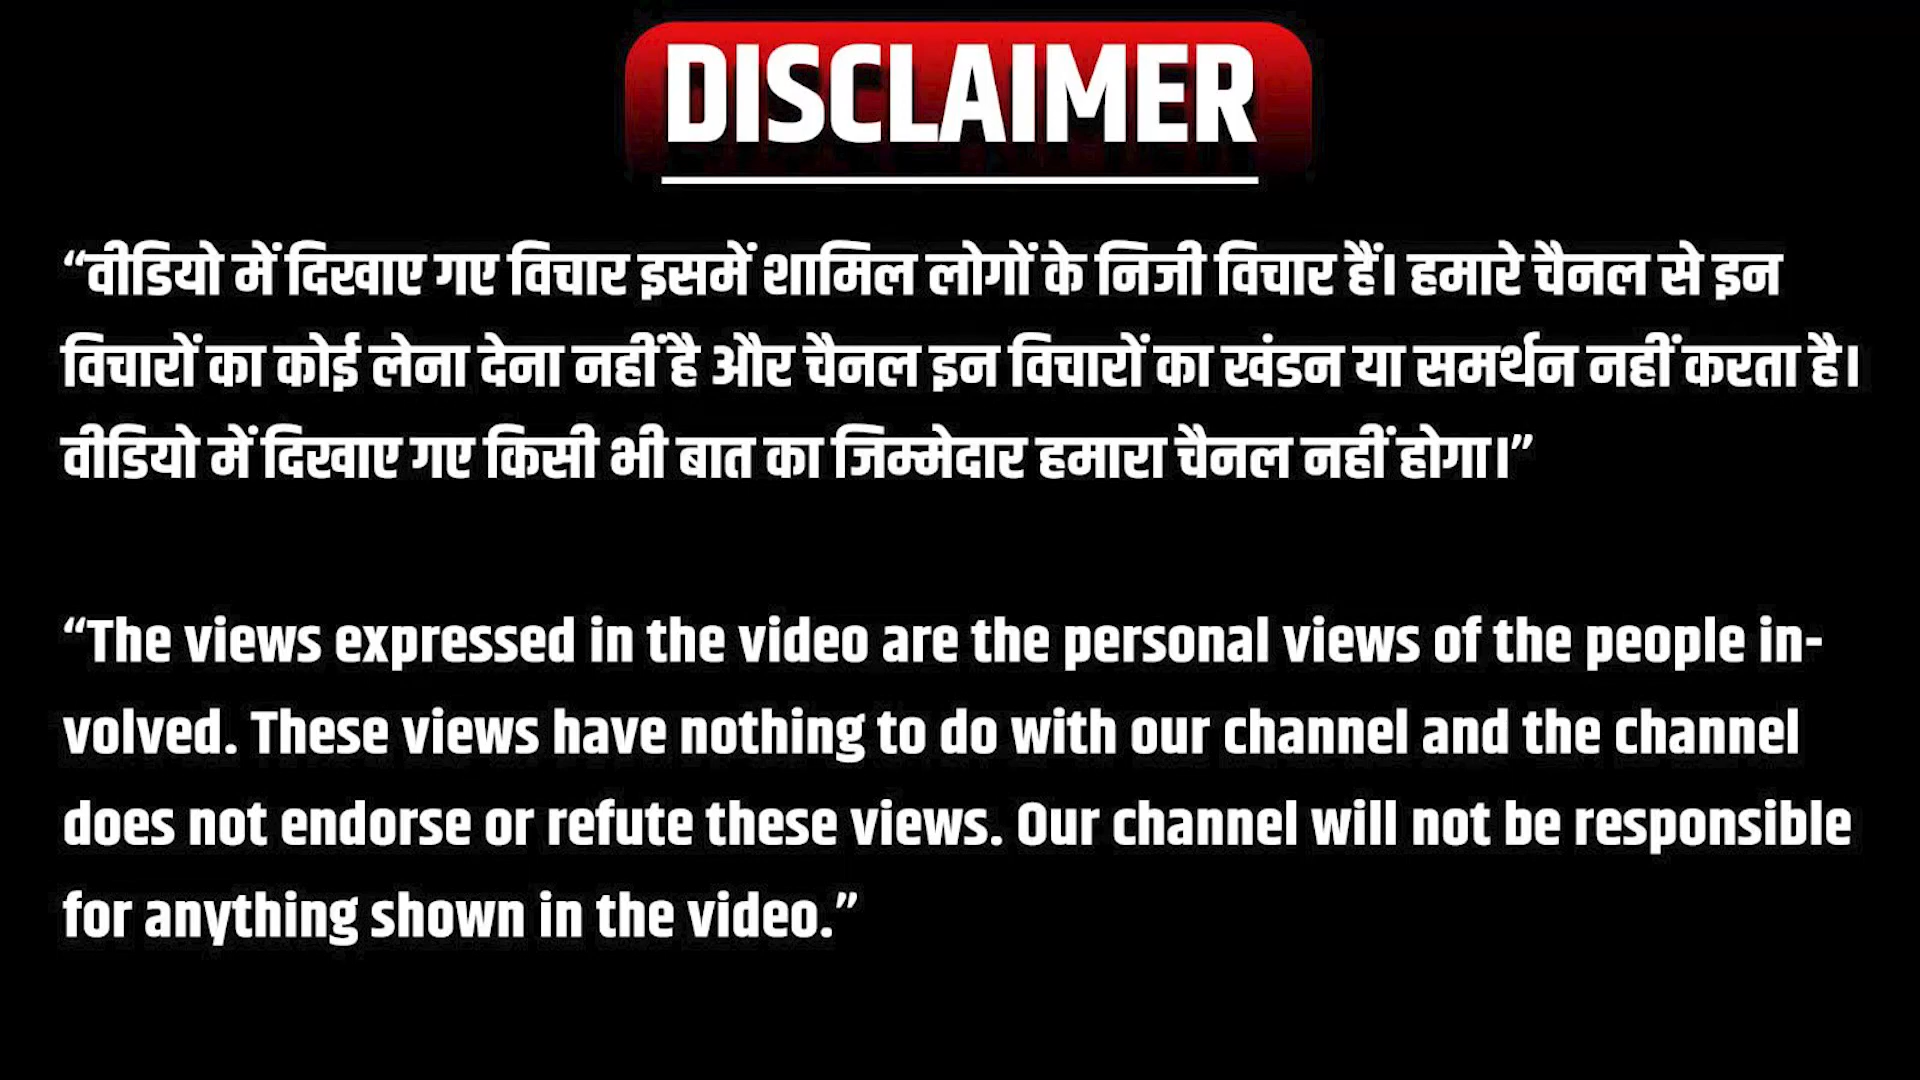 DISCLAIMER
“वीडियो में दिखाए गए विचार इसमें शामिल लोगों के निजी विचार हैं। हमारे चैनल से इन
विचारों का कोई लेना देना नहीं है और चैनल इन विचारों का खंडन या समर्थन नहीं करता है।
वीडियो में दिखाए गए किसी भी बात का जिम्मेदार हमारा चैनल नहीं होगा।”
“The views expressed in the video are the personal views of the people in-
volved. These views have nothing to do with our channel and the channel
does not endorse or refute these views. Our channel will not be responsible
for anything shown in the video.”